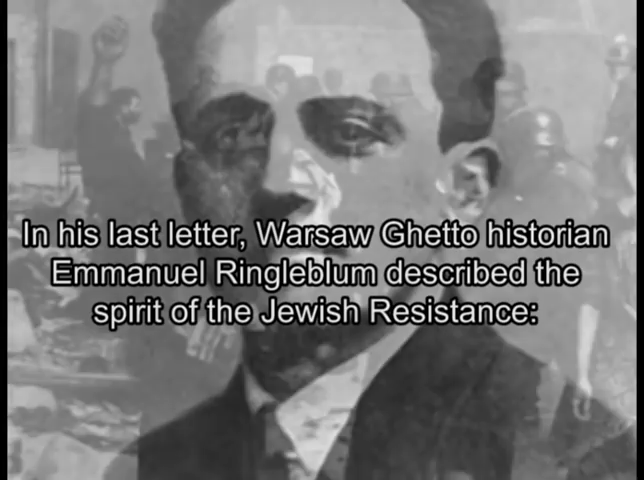 In his last letter, Warsaw Ghetto historian
Emmanuel Ringleblum described the
spirit of the Jewish Resistance: